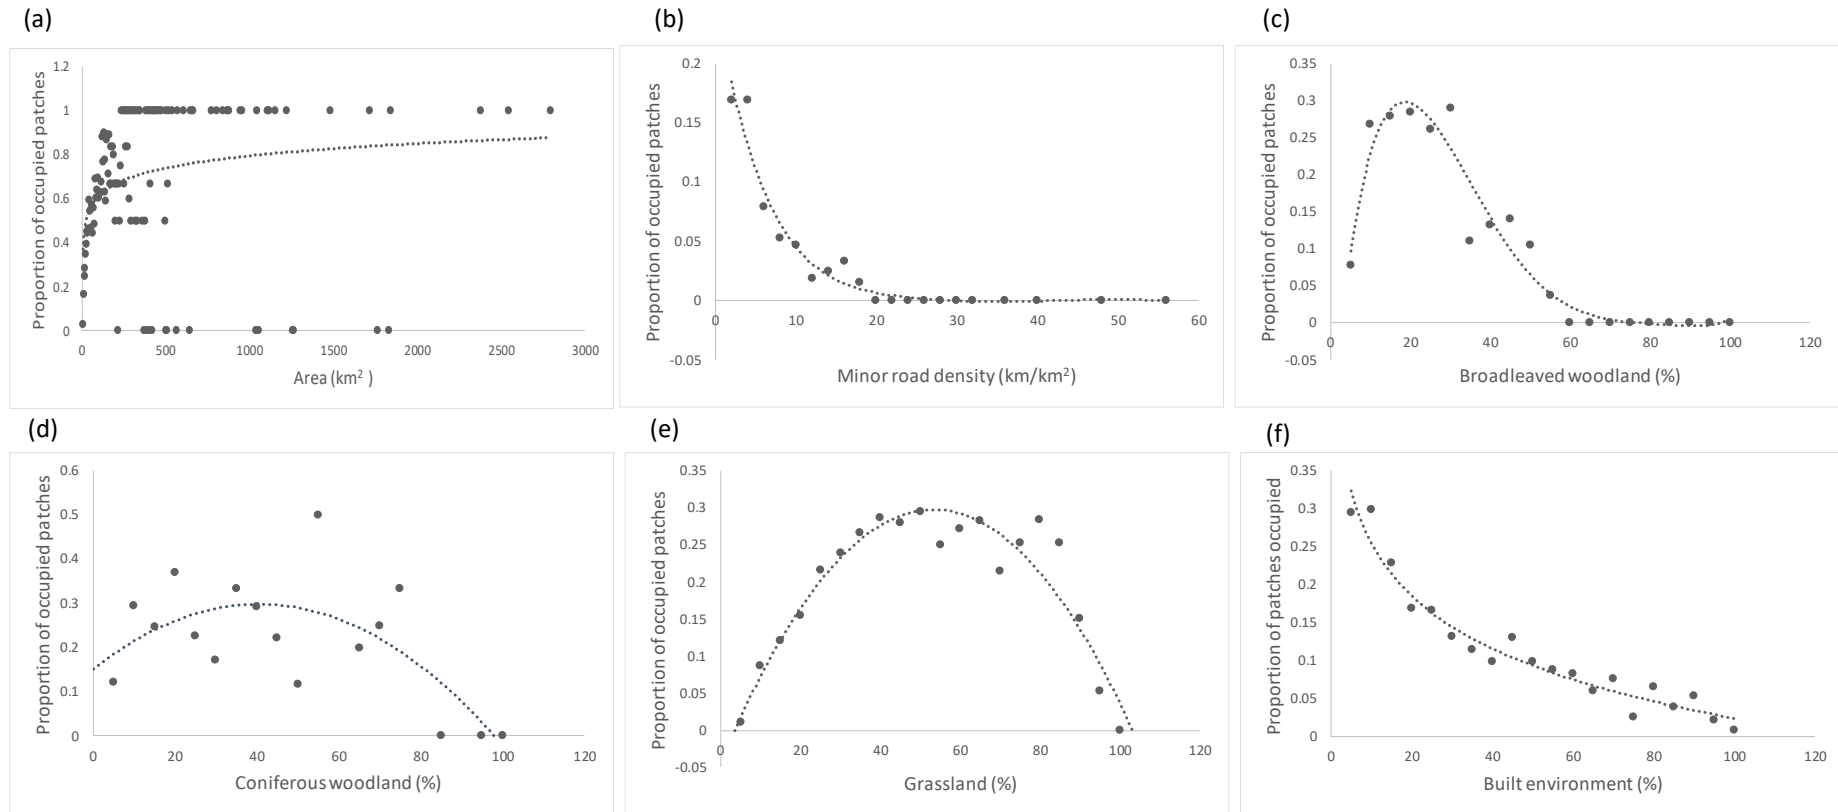 (a)
(b)
(c)
Proportion of occupied patches
1.2
1
0.8
0.6
0.4
0.2
0
0 500 1000 1500 2000 2500 3000
Area (km²)
Proportion of occupied patches
0.2
0.15
0.1
0.05
0
-0.05
0 10 20 30 40 50 60
Minor road density (km/km²)
Proportion of occupied patches
0.35
0.3
0.25
0.2
0.15
0.1
0.05
0
-0.05
0 20 40 60 80 100 120
Broadleaved woodland (%)
(d)
(e)
(f)
Proportion of occupied patches
0.6
0.5
0.4
0.3
0.2
0.1
0
0 20 40 60 80 100 120
Coniferous woodland (%)
Proportion of occupied patches
0.35
0.3
0.25
0.2
0.15
0.1
0.05
0
-0.05
0 20 40 60 80 100 120
Grassland (%)
Proportion of patches occupied
0.35
0.3
0.25
0.2
0.15
0.1
0.05
0
0 20 40 60 80 100 120
Built environment (%)